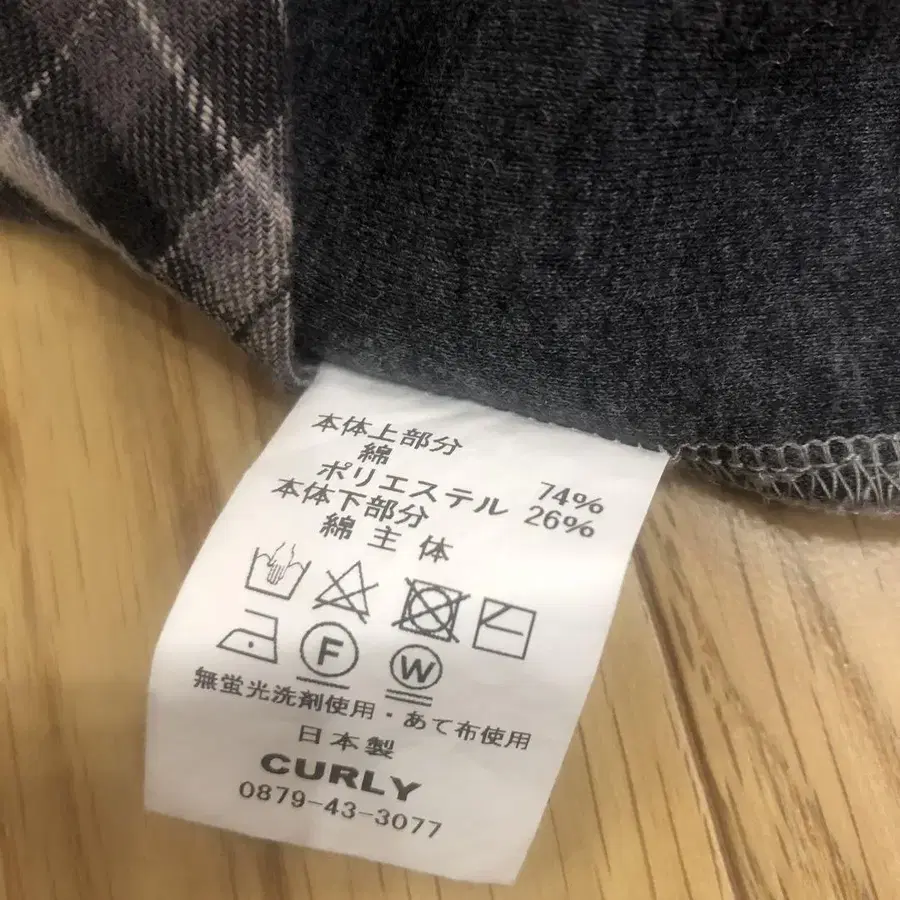 本体上部分
綿 74%
ポリエステル 26%
本体下部分
綿主体
F W
無蛍光洗剤使用・あて布使用
日本製
CURLY
0879-43-3077